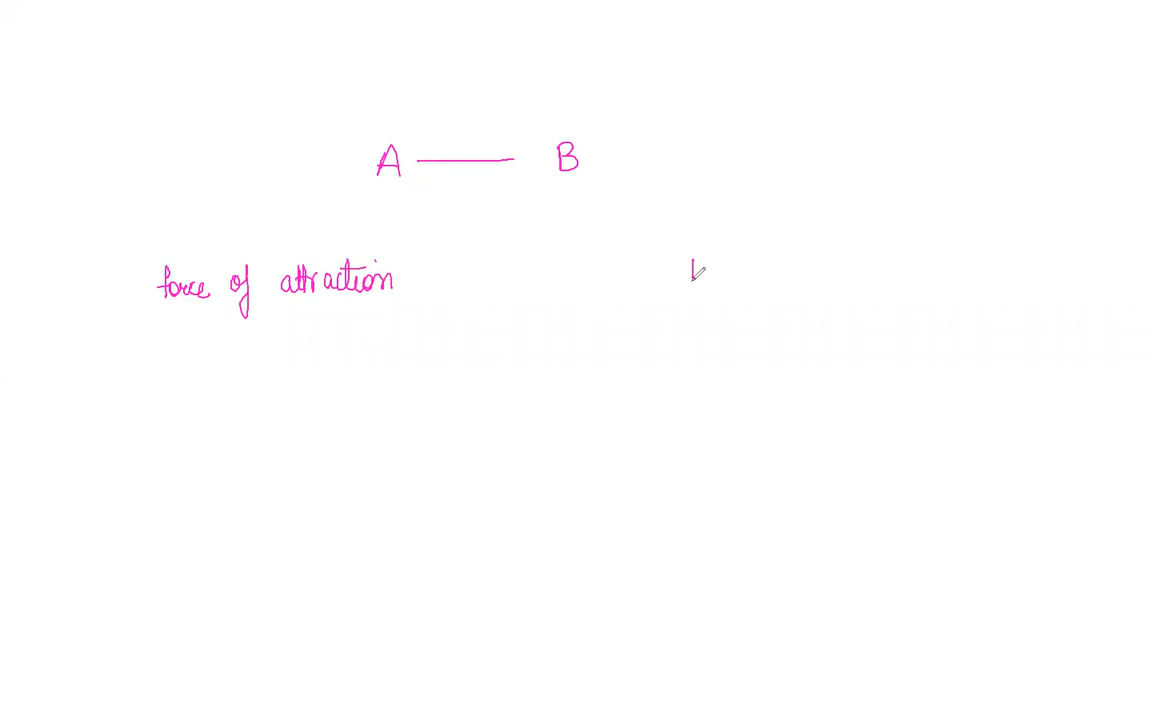 A — B
force of attraction